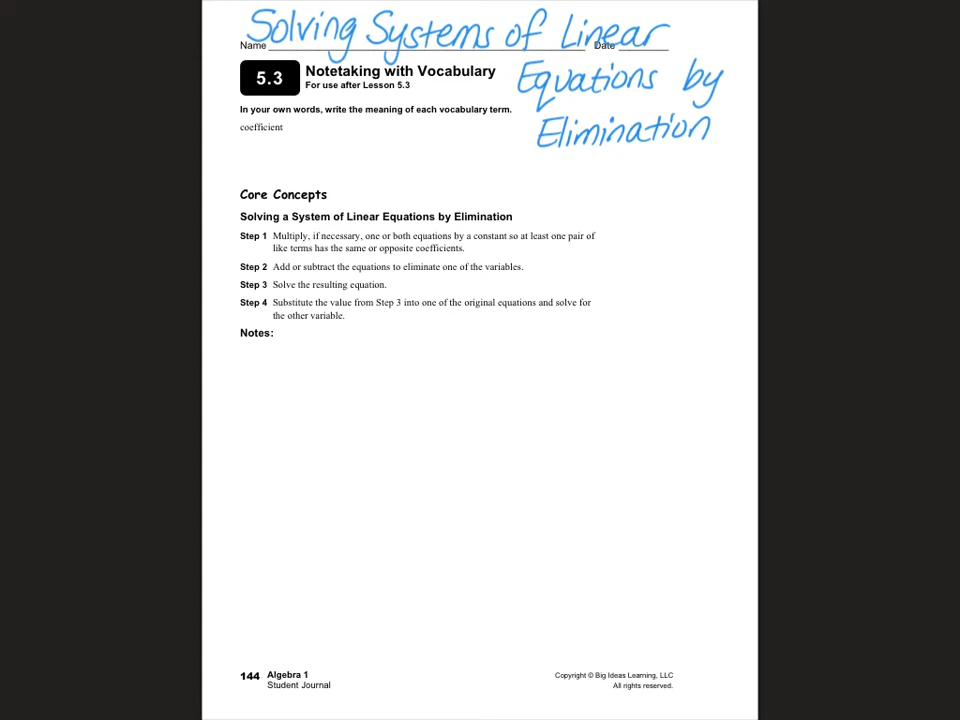 Solving Systems of Linear
Name Date
Equations by
5.3 Notetaking with Vocabulary
For use after Lesson 5.3
Elimination
In your own words, write the meaning of each vocabulary term.
coefficient
Core Concepts
Solving a System of Linear Equations by Elimination
Step 1 Multiply, if necessary, one or both equations by a constant so at least one pair of
like terms has the same or opposite coefficients.
Step 2 Add or subtract the equations to eliminate one of the variables.
Step 3 Solve the resulting equation.
Step 4 Substitute the value from Step 3 into one of the original equations and solve for
the other variable.
Notes:
144 Algebra 1
Student Journal
Copyright © Big Ideas Learning, LLC
All rights reserved.